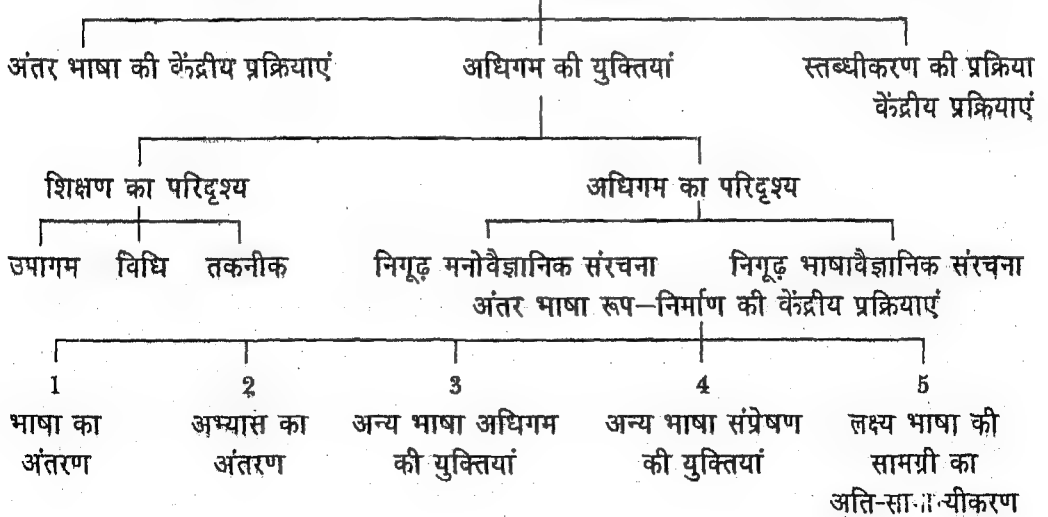 अंतर भाषा की केंद्रीय प्रक्रियाएं अधिगम की युक्तियां स्तब्धीकरण की प्रक्रिया
केंद्रीय प्रक्रियाएं
शिक्षण का परिदृश्य अधिगम का परिदृश्य
उपागम विधि तकनीक निगूढ़ मनोवैज्ञानिक संरचना निगूढ़ भाषावैज्ञानिक संरचना
अंतर भाषा रूप–निर्माण की केंद्रीय प्रक्रियाएं
1 2 3 4 5
भाषा का अभ्यास का अन्य भाषा अधिगम अन्य भाषा संप्रेषण लक्ष्य भाषा की
अंतरण अंतरण की युक्तियां की युक्तियां सामग्री का